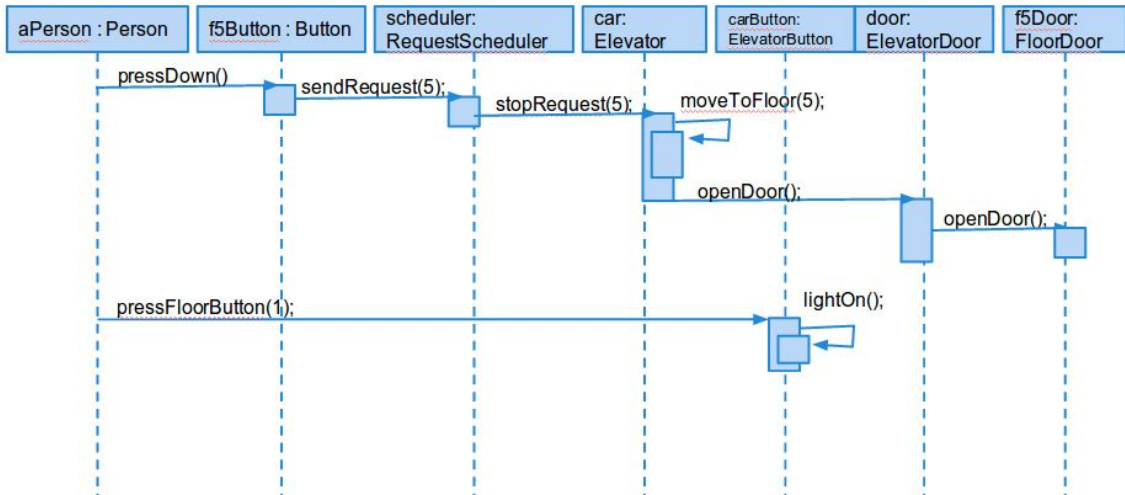 aPerson : Person
f5Button : Button
scheduler:
RequestScheduler
car:
Elevator
carButton:
ElevatorButton
door:
ElevatorDoor
f5Door:
FloorDoor
pressDown()
sendRequest(5);
stopRequest(5);
moveToFloor(5);
openDoor();
openDoor();
pressFloorButton(1);
lightOn();